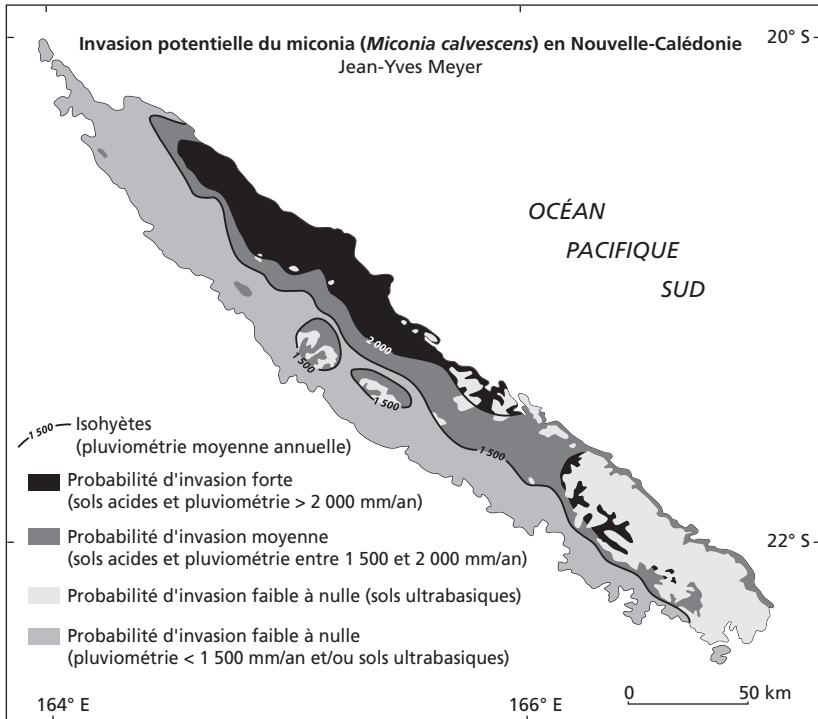 Invasion potentielle du miconia (Miconia calvescens) en Nouvelle-Calédonie
Jean-Yves Meyer
20° S
OCÉAN
PACIFIQUE
SUD
2 000
1 500
1 500
1 500
1 500
Isohyètes
(pluviométrie moyenne annuelle)
Probabilité d'invasion forte
(sols acides et pluviométrie > 2 000 mm/an)
Probabilité d'invasion moyenne
(sols acides et pluviométrie entre 1 500 et 2 000 mm/an)
22° S
Probabilité d'invasion faible à nulle (sols ultrabasiques)
Probabilité d'invasion faible à nulle
(pluviométrie < 1 500 mm/an et/ou sols ultrabasiques)
164° E
166° E
0
50 km